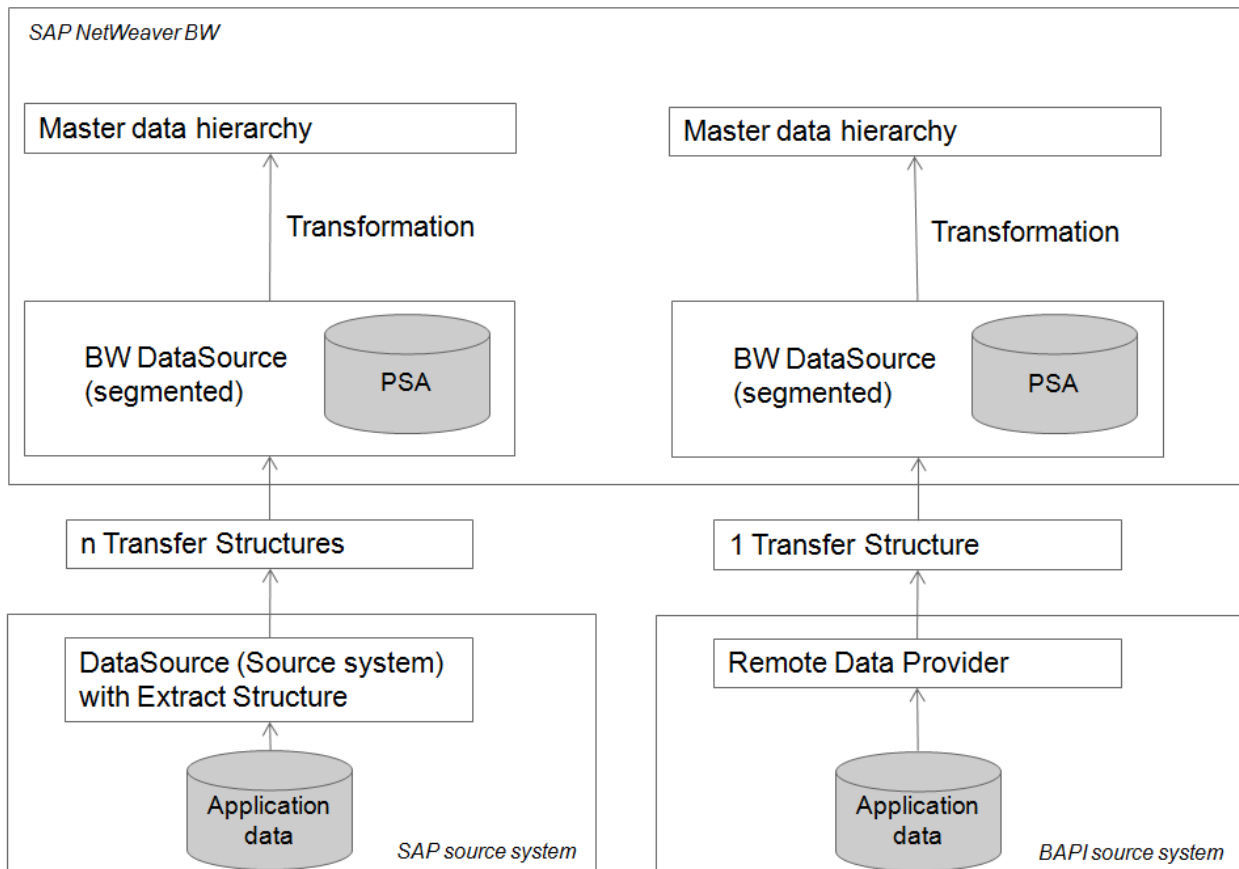 SAP NetWeaver BW
Master data hierarchy
Master data hierarchy
Transformation
Transformation
BW DataSource
(segmented)
PSA
BW DataSource
(segmented)
PSA
n Transfer Structures
1 Transfer Structure
DataSource (Source system)
with Extract Structure
Remote Data Provider
Application
data
SAP source system
Application
data
BAPI source system